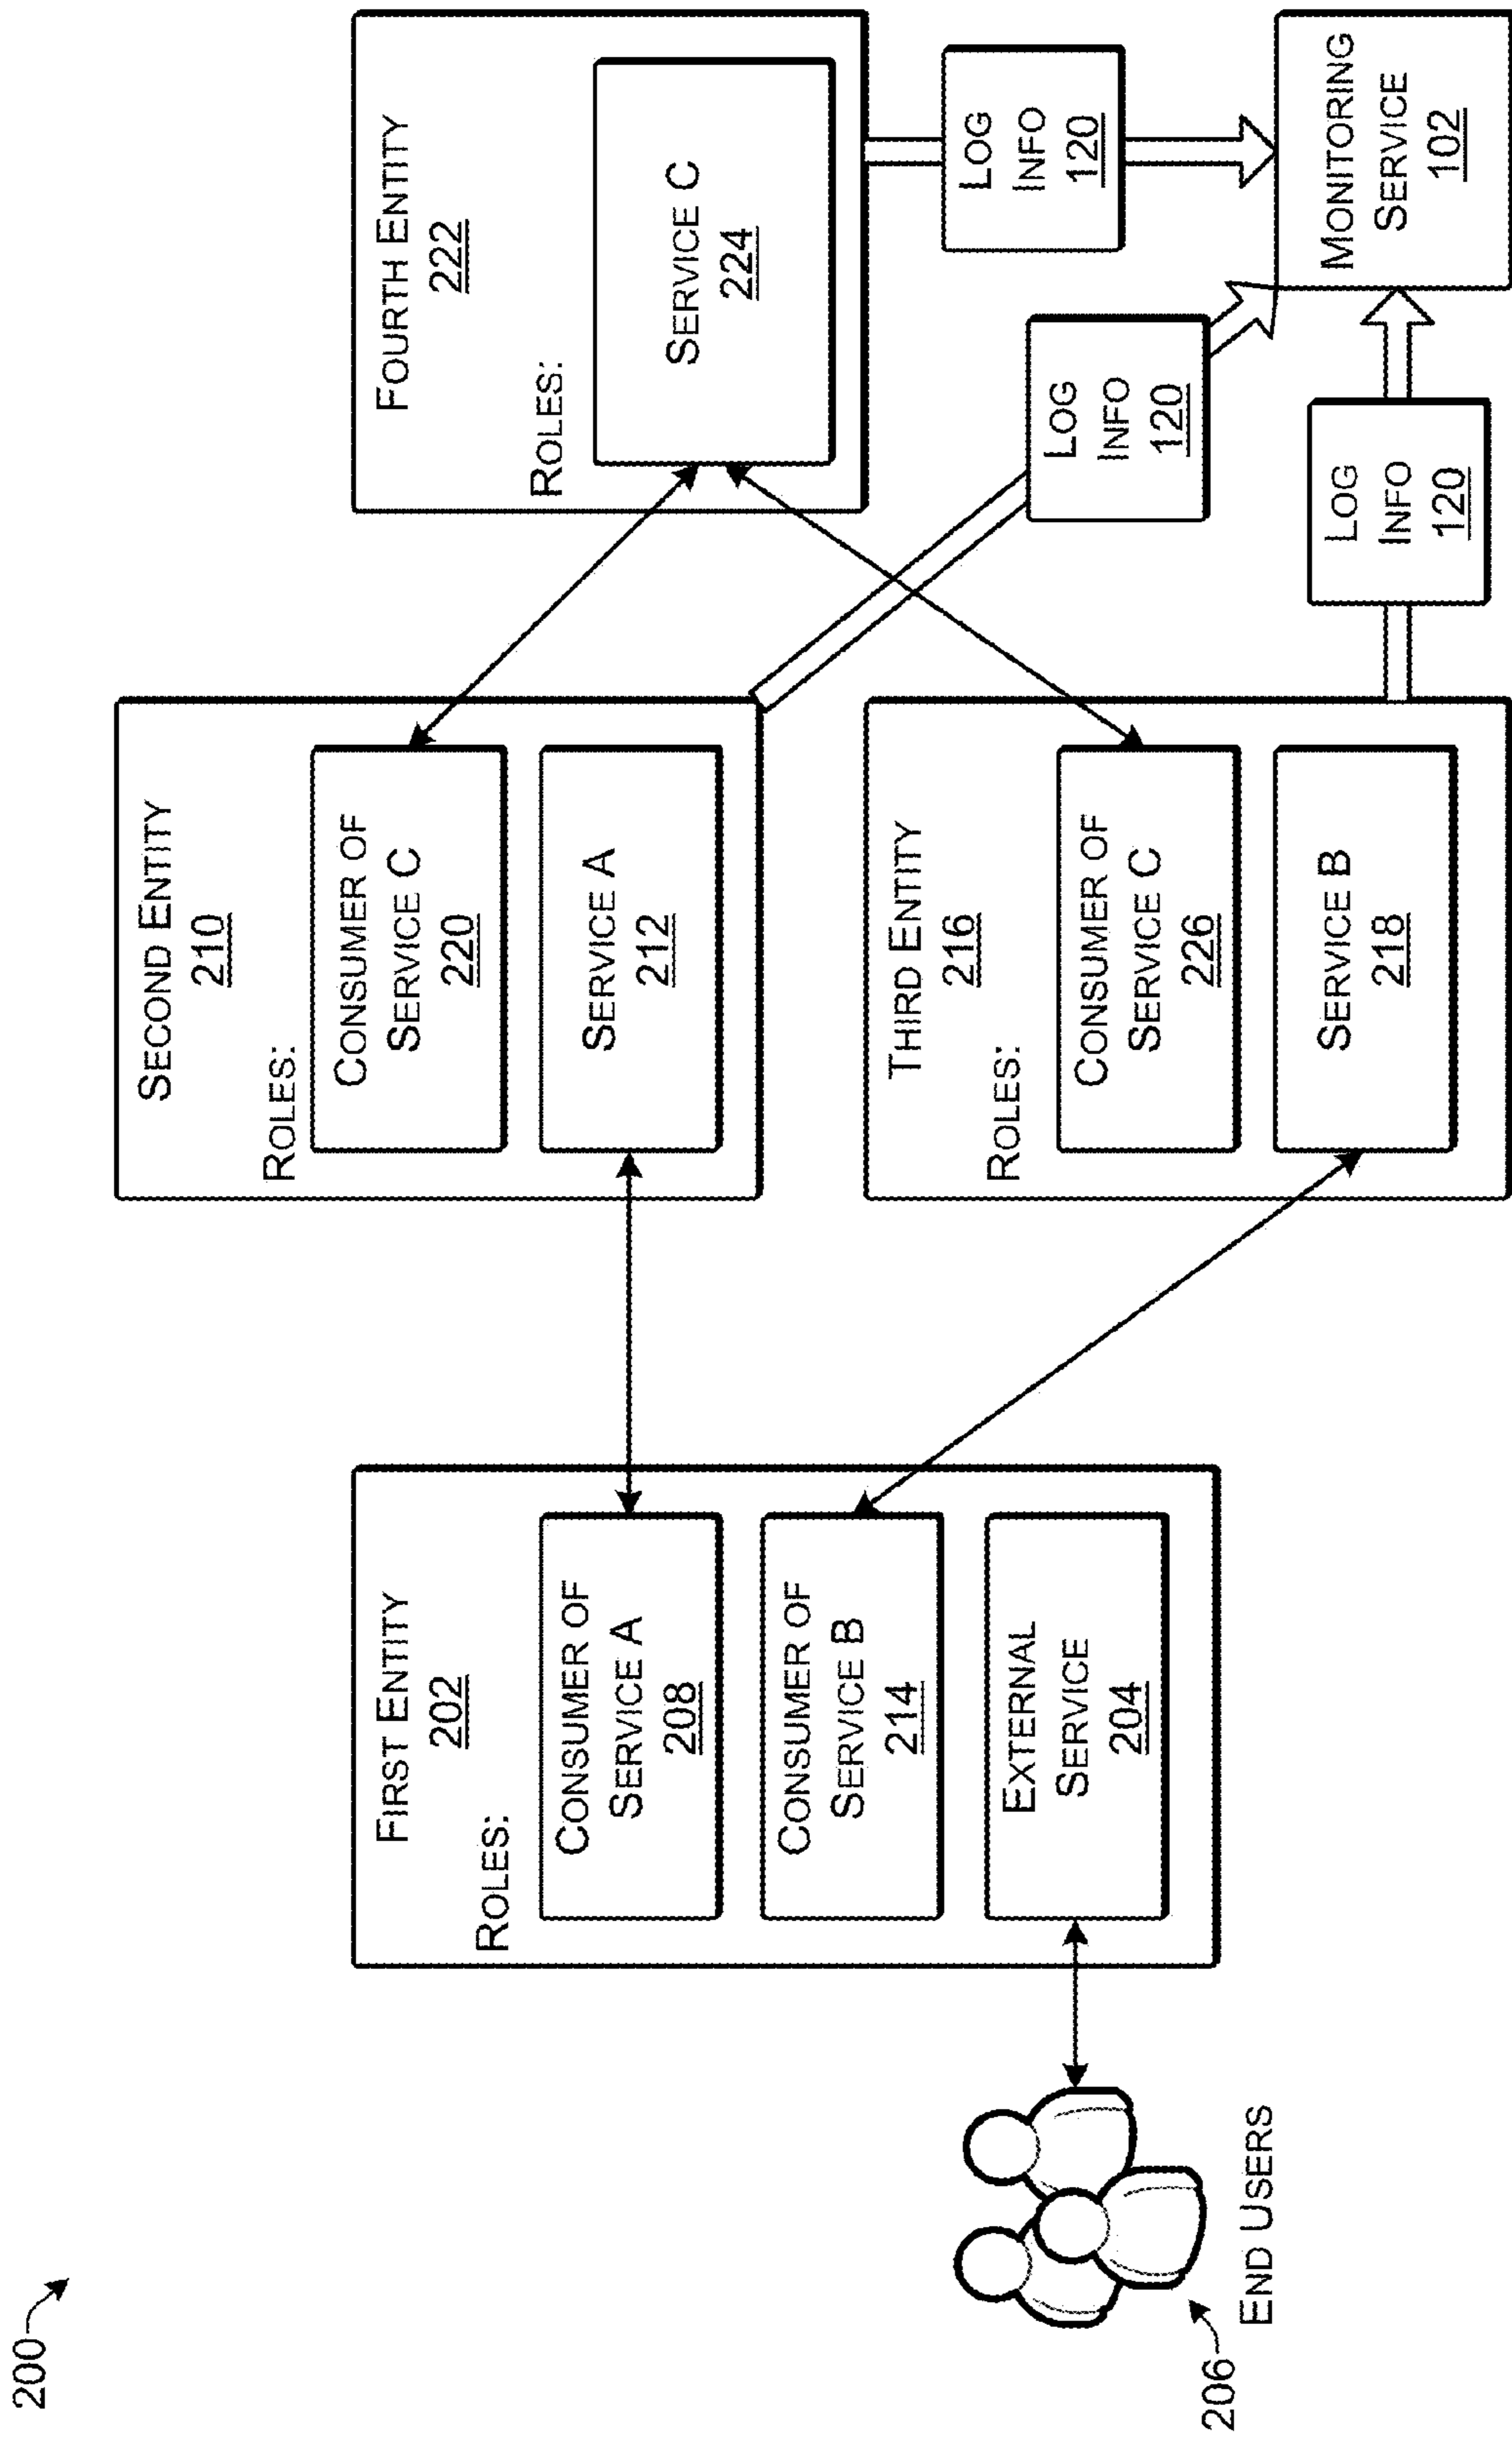 200
SECOND ENTITY
210
ROLES:
CONSUMER OF
SERVICE C
220
SERVICE A
212
FIRST ENTITY
202
ROLES:
CONSUMER OF
SERVICE A
208
CONSUMER OF
SERVICE B
214
EXTERNAL
SERVICE
204
206
END USERS
THIRD ENTITY
216
ROLES:
CONSUMER OF
SERVICE C
226
SERVICE B
218
FOURTH ENTITY
222
ROLES:
SERVICE C
224
LOG
INFO
120
LOG
INFO
120
LOG
INFO
120
MONITORING
SERVICE
102